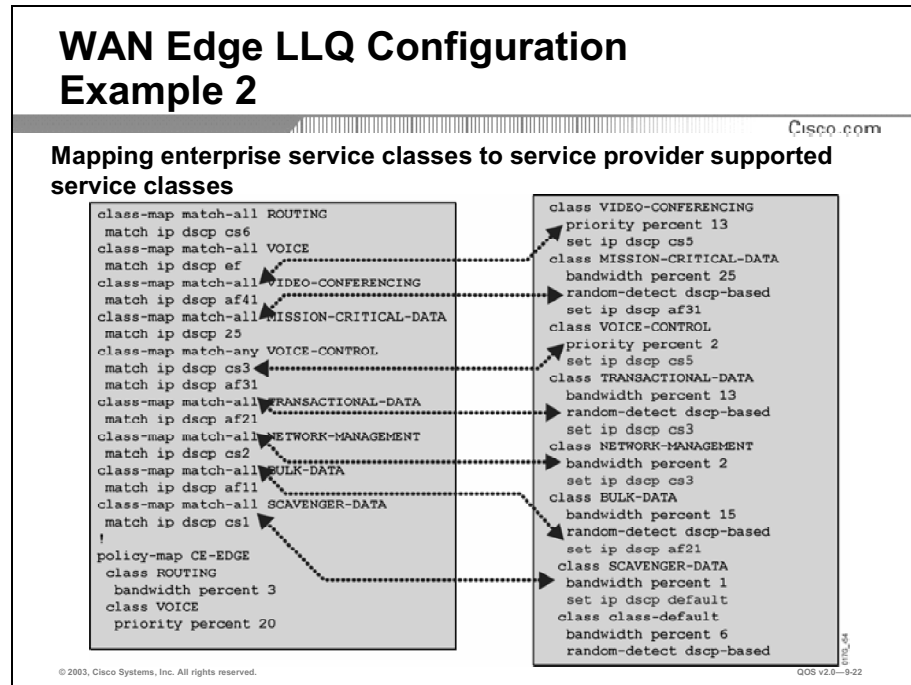 WAN Edge LLQ Configuration
Example 2
Cisco.com
Mapping enterprise service classes to service provider supported
service classes
class-map match-all ROUTING
match ip dscp cs6
class-map match-all VOICE
match ip dscp ef
class-map match-all VIDEO-CONFERENCING
match ip dscp af41
class-map match-all MISSION-CRITICAL-DATA
match ip dscp 25
class-map match-any VOICE-CONTROL
match ip dscp cs3
match ip dscp af31
class-map match-all TRANSACTIONAL-DATA
match ip dscp af21
class-map match-all NETWORK-MANAGEMENT
match ip dscp cs2
class-map match-all BULK-DATA
match ip dscp af11
class-map match-all SCAVENGER-DATA
match ip dscp cs1
!
policy-map CE-EDGE
class ROUTING
bandwidth percent 3
class VOICE
priority percent 20
class VIDEO-CONFERENCING
priority percent 13
set ip dscp cs5
class MISSION-CRITICAL-DATA
bandwidth percent 25
random-detect dscp-based
set ip dscp af31
class VOICE-CONTROL
priority percent 2
set ip dscp cs5
class TRANSACTIONAL-DATA
bandwidth percent 13
random-detect dscp-based
set ip dscp cs3
class NETWORK-MANAGEMENT
bandwidth percent 2
set ip dscp cs3
class BULK-DATA
bandwidth percent 15
random-detect dscp-based
set ip dscp af21
class SCAVENGER-DATA
bandwidth percent 1
set ip dscp default
class class-default
bandwidth percent 6
random-detect dscp-based
© 2003, Cisco Systems, Inc. All rights reserved.
QOS v2.0—9-22